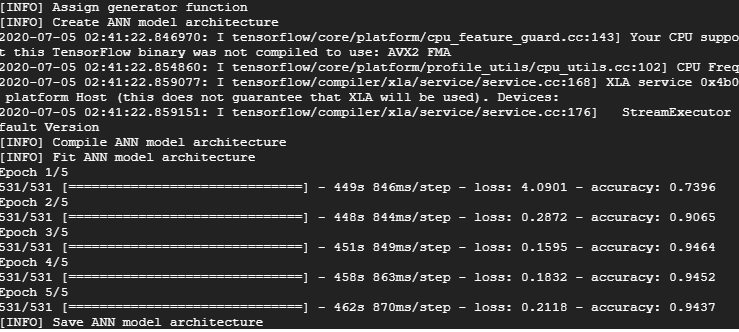 [INFO] Assign generator function
[INFO] Create ANN model architecture
2020-07-05 02:41:22.846970: I tensorflow/core/platform/cpu_feature_guard.cc:143] Your CPU suppo
t this TensorFlow binary was not compiled to use: AVX2 FMA
2020-07-05 02:41:22.854860: I tensorflow/core/platform/profile_utils/cpu_utils.cc:102] CPU Freq
2020-07-05 02:41:22.859077: I tensorflow/compiler/xla/service/service.cc:168] XLA service 0x4b0
 platform Host (this does not guarantee that XLA will be used). Devices:
2020-07-05 02:41:22.859151: I tensorflow/compiler/xla/service/service.cc:176]   StreamExecutor
fault Version
[INFO] Compile ANN model architecture
[INFO] Fit ANN model architecture
Epoch 1/5
531/531 [==============================] - 449s 846ms/step - loss: 4.0901 - accuracy: 0.7396
Epoch 2/5
531/531 [==============================] - 448s 844ms/step - loss: 0.2872 - accuracy: 0.9065
Epoch 3/5
531/531 [==============================] - 451s 849ms/step - loss: 0.1595 - accuracy: 0.9464
Epoch 4/5
531/531 [==============================] - 458s 863ms/step - loss: 0.1832 - accuracy: 0.9452
Epoch 5/5
531/531 [==============================] - 462s 870ms/step - loss: 0.2118 - accuracy: 0.9437
[INFO] Save ANN model architecture